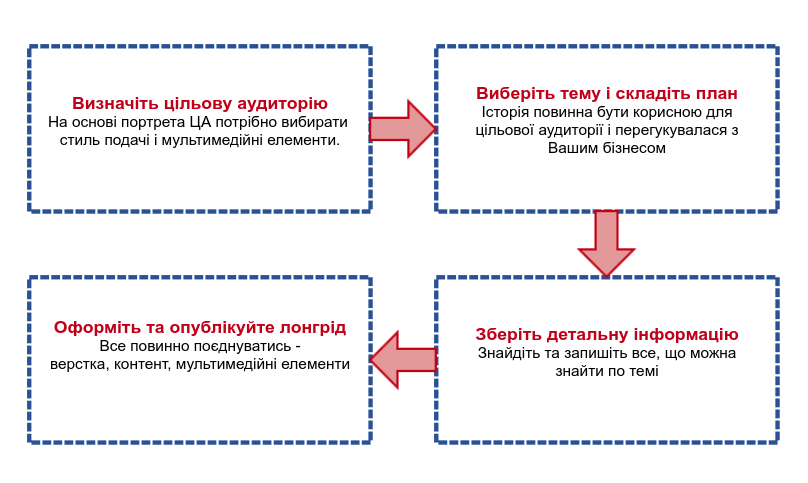 Визначіть цільову аудиторію
На основі портрета ЦА потрібно вибирати
стиль подачі і мультимедійні елементи.
Виберіть тему і складіть план
Історія повинна бути корисною для
цільової аудиторії і перегукувалася з
Вашим бізнесом
Зберіть детальну інформацію
Знайдіть та запишіть все, що можна
знайти по темі
Оформіть та опублікуйте лонгрід
Все повинно поєднуватись -
верстка, контент, мультимедійні елементи